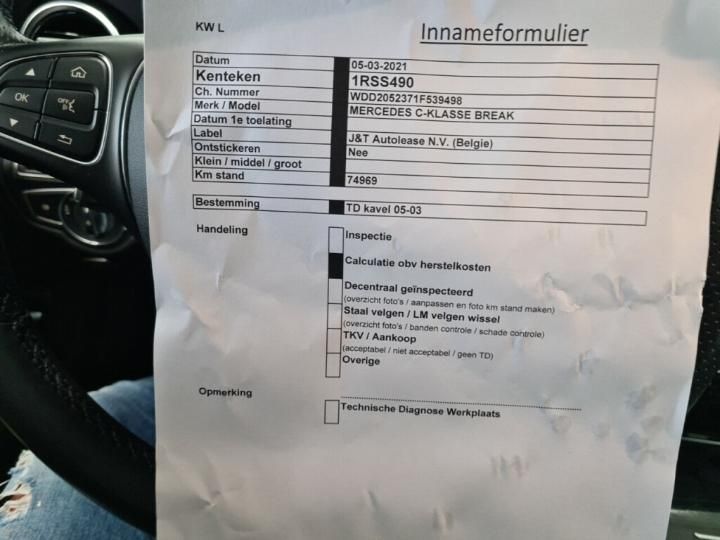 KW L
Innameformulier
Datum 05-03-2021
Kenteken 1RSS490
Ch. Nummer WDD2052371F539498
Merk / Model MERCEDES C-KLASSE BREAK
Datum 1e toelating
Label J&T Autolease N.V. (Belgie)
Ontstickeren Nee
Klein / middel / groot
Km stand 74969
Bestemming TD kavel 05-03
Handeling Inspectie
Calculatie obv herstelkosten
Decentraal geïnspecteerd
(overzicht foto's / aanpassen en foto km stand maken)
Staal velgen / LM velgen wissel
(overzicht foto's / banden controle / schade controle)
TKV / Aankoop
(acceptabel / niet acceptabel / geen TD)
Overige
Opmerking
Technische Diagnose Werkplaats
OK
OFF